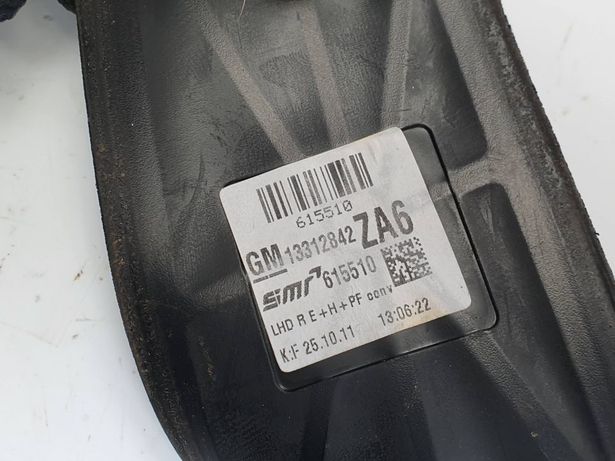 615510
GM 13312842 ZA6
smr 615510
LHD R E+H+PF conv
K:F 25.10.11 13:06:22